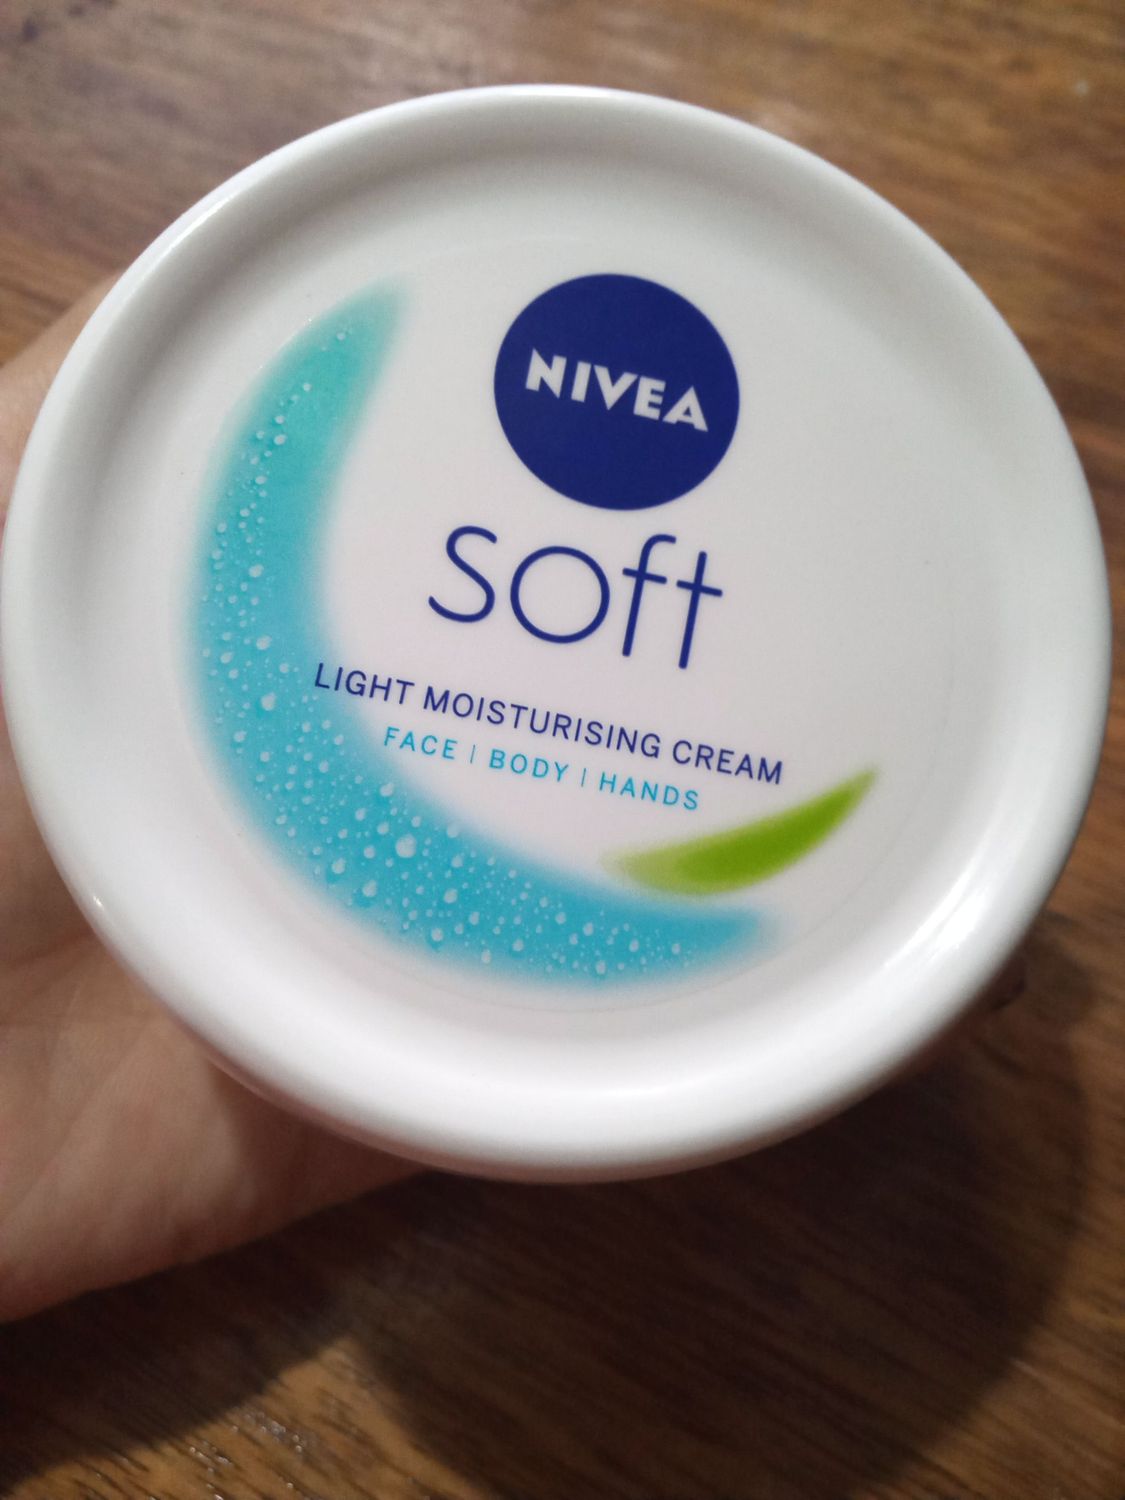 NIVEA
soft
LIGHT MOISTURISING CREAM
FACE | BODY | HANDS